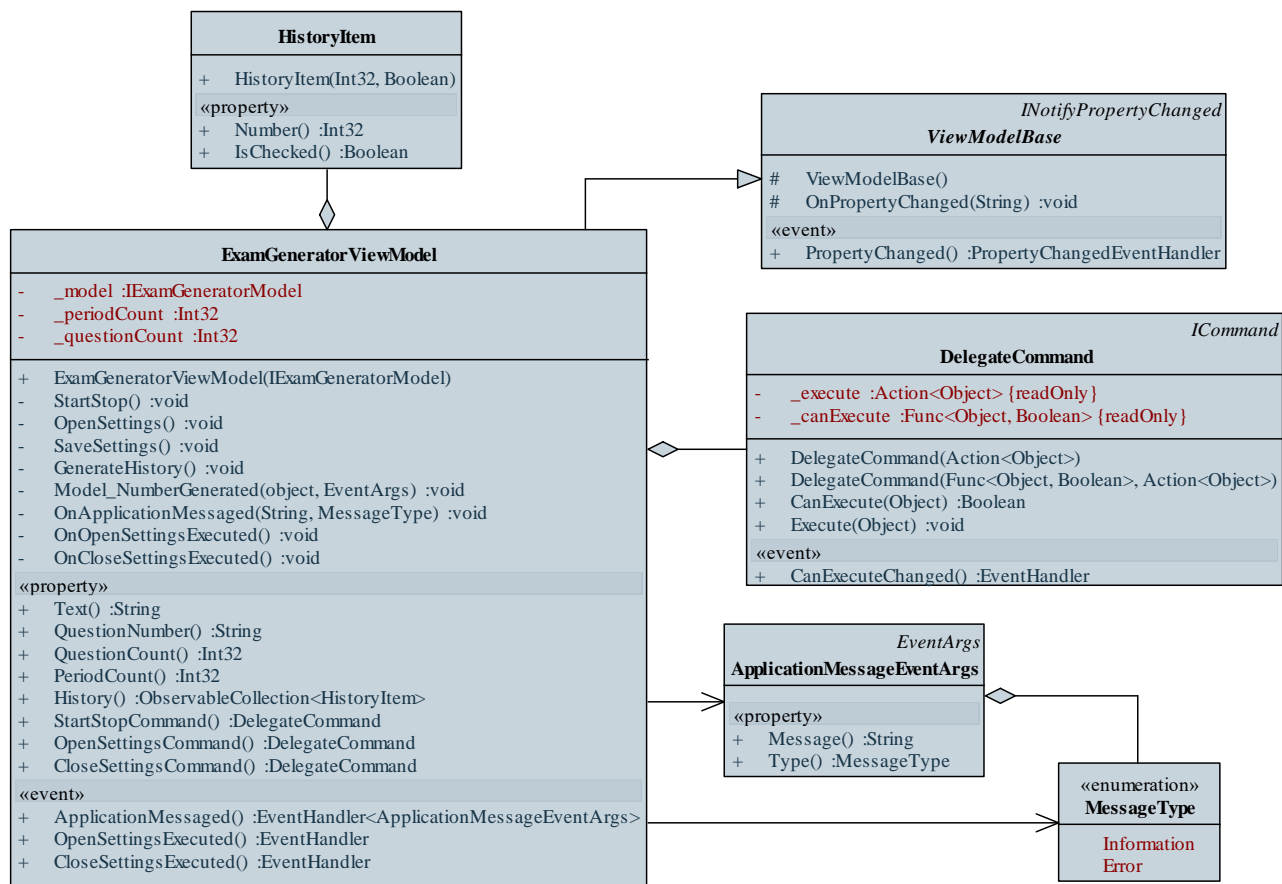 HistoryItem
+ HistoryItem(Int32, Boolean)
«property»
+ Number() :Int32
+ IsChecked() :Boolean
INotifyPropertyChanged
ViewModelBase
# ViewModelBase()
# OnPropertyChanged(String) :void
«event»
+ PropertyChanged() :PropertyChangedEventHandler
ExamGeneratorViewModel
- _model :IExamGeneratorModel
- _periodCount :Int32
- _questionCount :Int32
+ ExamGeneratorViewModel(IExamGeneratorModel)
- StartStop() :void
- OpenSettings() :void
- SaveSettings() :void
- GenerateHistory() :void
- Model_NumberGenerated(object, EventArgs) :void
- OnApplicationMessaged(String, MessageType) :void
- OnOpenSettingsExecuted() :void
- OnCloseSettingsExecuted() :void
«property»
+ Text() :String
+ QuestionNumber() :String
+ QuestionCount() :Int32
+ PeriodCount() :Int32
+ History() :ObservableCollection<HistoryItem>
+ StartStopCommand() :DelegateCommand
+ OpenSettingsCommand() :DelegateCommand
+ CloseSettingsCommand() :DelegateCommand
«event»
+ ApplicationMessaged() :EventHandler<ApplicationMessageEventArgs>
+ OpenSettingsExecuted() :EventHandler
+ CloseSettingsExecuted() :EventHandler
ICommand
DelegateCommand
- _execute :Action<Object> {readOnly}
- _canExecute :Func<Object, Boolean> {readOnly}
+ DelegateCommand(Action<Object>)
+ DelegateCommand(Func<Object, Boolean>, Action<Object>)
+ CanExecute(Object) :Boolean
+ Execute(Object) :void
«event»
+ CanExecuteChanged() :EventHandler
EventArgs
ApplicationMessageEventArgs
«property»
+ Message() :String
+ Type() :MessageType
«enumeration»
MessageType
Information
Error